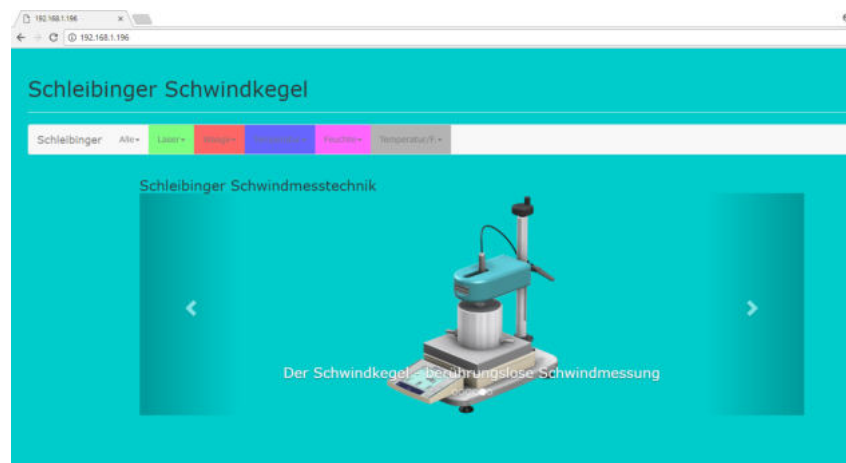 192.168.1.196
192.168.1.196
Schleibinger Schwindkegel
Schleibinger Alle Laser Waage Feuchte Temperatur/F.
Schleibinger Schwindmesstechnik
Der Schwindkegel - berührungslose Schwindmessung